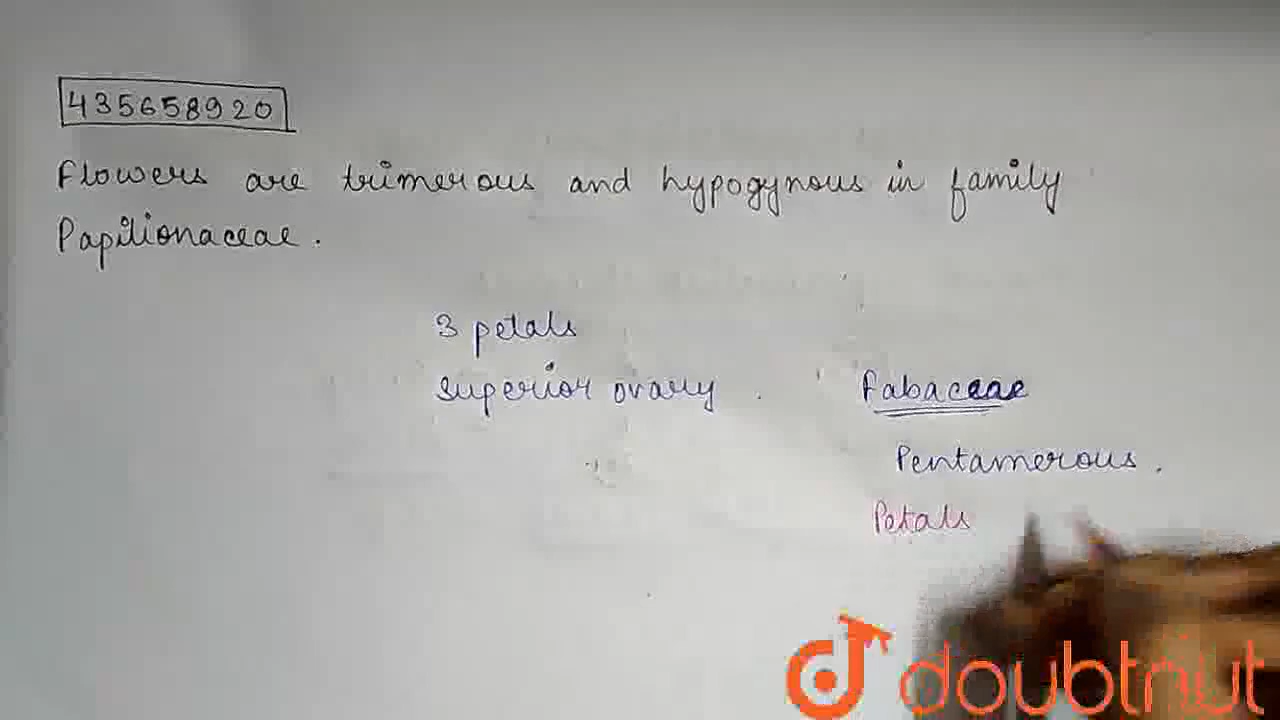 435658920
Flowers are trimerous and hypogynous in family
Papilionaceae.
3 petals
superior ovary.
Fabaceae
Pentamerous.
Petals
doubtnut